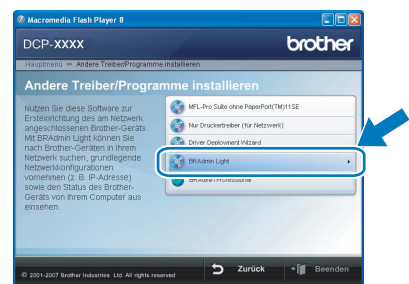 Macromedia Flash Player 8
DCP-XXXX
brother
Hauptmenü >> Andere Treiber/Programme installieren
Andere Treiber/Programme installieren
Nutzen Sie diese Software zur
Ersteinrichtung des am Netzwerk
angeschlossenen Brother-Geräts.
Mit BRAdmin Light können Sie
nach Brother-Geräten in Ihrem
Netzwerk suchen, grundlegende
Netzwerkkonfigurationen
vornehmen (z. B. IP-Adresse)
sowie den Status des Brother-
Geräts von Ihrem Computer aus
einsehen.
MFL-Pro Suite ohne PaperPort(TM)11SE
Nur Druckertreiber (für Netzwerk)
Driver Deployment Wizard
BRAdmin Light
BRAdmin Professional
© 2001-2007 Brother Industries Ltd. All rights reserved
Zurück
Beenden